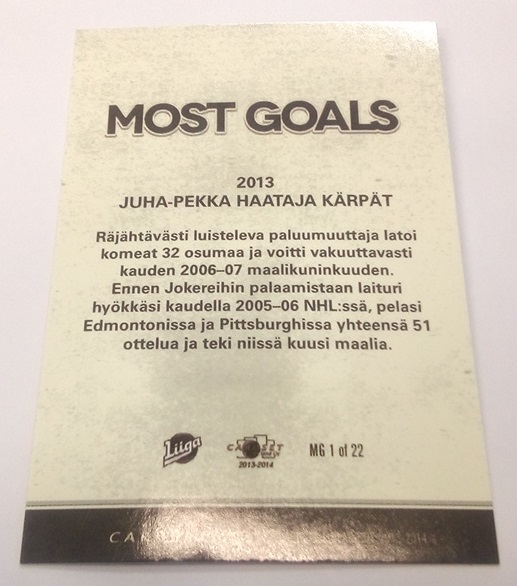 MOST GOALS
2013
JUHA-PEKKA HAATAJA KÄRPÄT
Räjähtävästi luisteleva paluumuuttaja latoi
komeat 32 osumaa ja voitti vakuuttavasti
kauden 2006–07 maalikuninkuuden.
Ennen Jokereihin palaamistaan laituri
hyökkäsi kaudella 2005–06 NHL:ssä, pelasi
Edmontonissa ja Pittsburghissa yhteensä 51
ottelua ja teki niissä kuusi maalia.
Liiga
2013-2014
MG 1 of 22